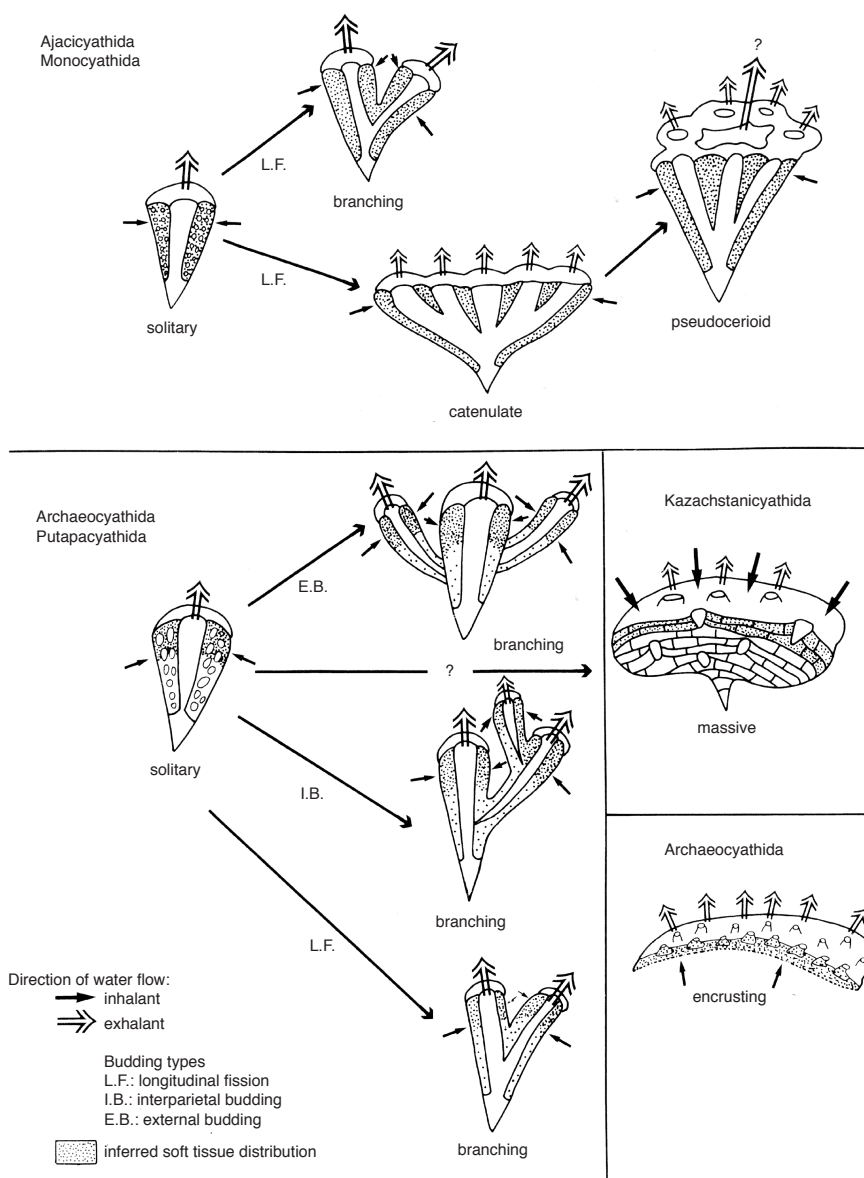 Ajacicyathida
Monocyathida
?
L.F.
branching
L.F.
solitary
pseudocerioid
catenulate
Archaeocyathida
Putapacyathida
E.B.
branching
?
solitary
I.B.
branching
L.F.
branching
Kazachstanicyathida
massive
Archaeocyathida
encrusting
Direction of water flow:
inhalant
exhalant
Budding types
L.F.: longitudinal fission
I.B.: interparietal budding
E.B.: external budding
inferred soft tissue distribution